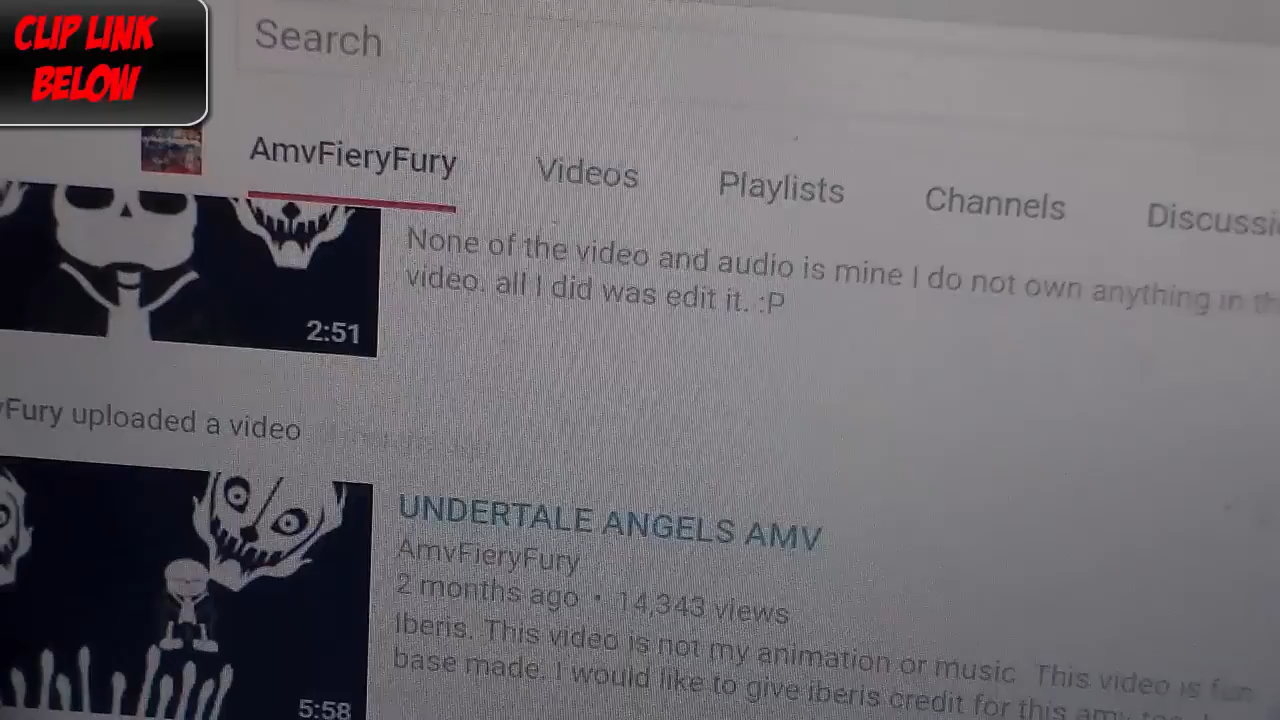 CLIP LINK
BELOW
Search
AmvFieryFury Videos Playlists Channels
None of the video and audio is mine I do not own anything in
video. all I did was edit it. :P
2:51
Fury uploaded a video
UNDERTALE ANGELS AMV
AmvFieryFury
2 months ago · 14,343 views
Iberis. This video is not my animation or music This video is fun
base made. I would like to give iberis credit for this amv
5:58